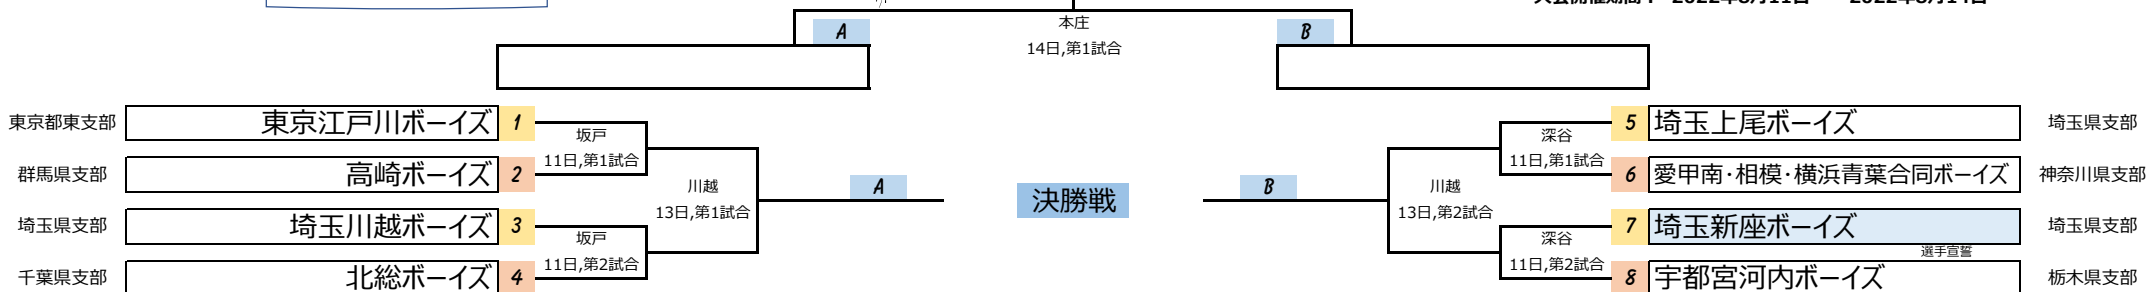 A
本庄
14日,第1試合
B
東京都東支部
東京江戸川ボーイズ
1
坂戸
11日,第1試合
群馬県支部
高崎ボーイズ
2
川越
13日,第1試合
A
埼玉県支部
埼玉川越ボーイズ
3
坂戸
11日,第2試合
千葉県支部
北総ボーイズ
4
決勝戦
深谷
11日,第1試合
5
埼玉上尾ボーイズ
埼玉県支部
6
愛甲南・相模・横浜青葉合同ボーイズ
神奈川県支部
B
川越
13日,第2試合
深谷
11日,第2試合
7
埼玉新座ボーイズ
選手宣誓
埼玉県支部
8
宇都宮河内ボーイズ
栃木県支部